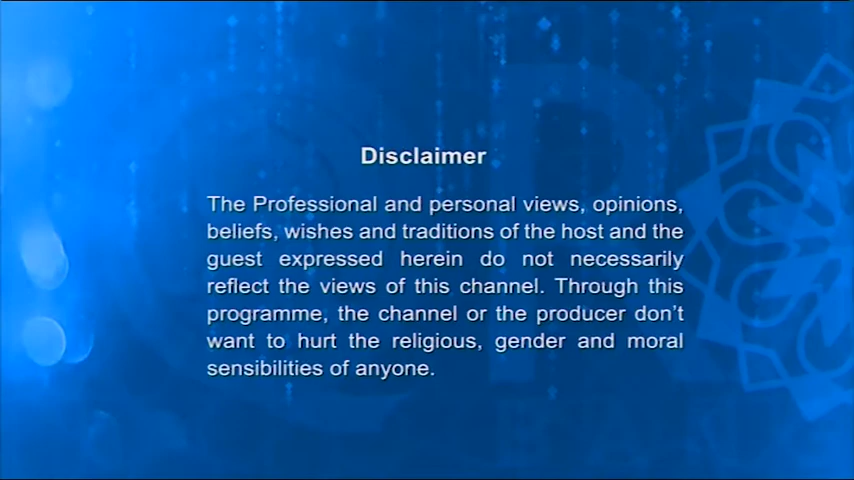 Disclaimer
The Professional and personal views, opinions,
beliefs, wishes and traditions of the host and the
guest expressed herein do not necessarily
reflect the views of this channel. Through this
programme, the channel or the producer don't
want to hurt the religious, gender and moral
sensibilities of anyone.